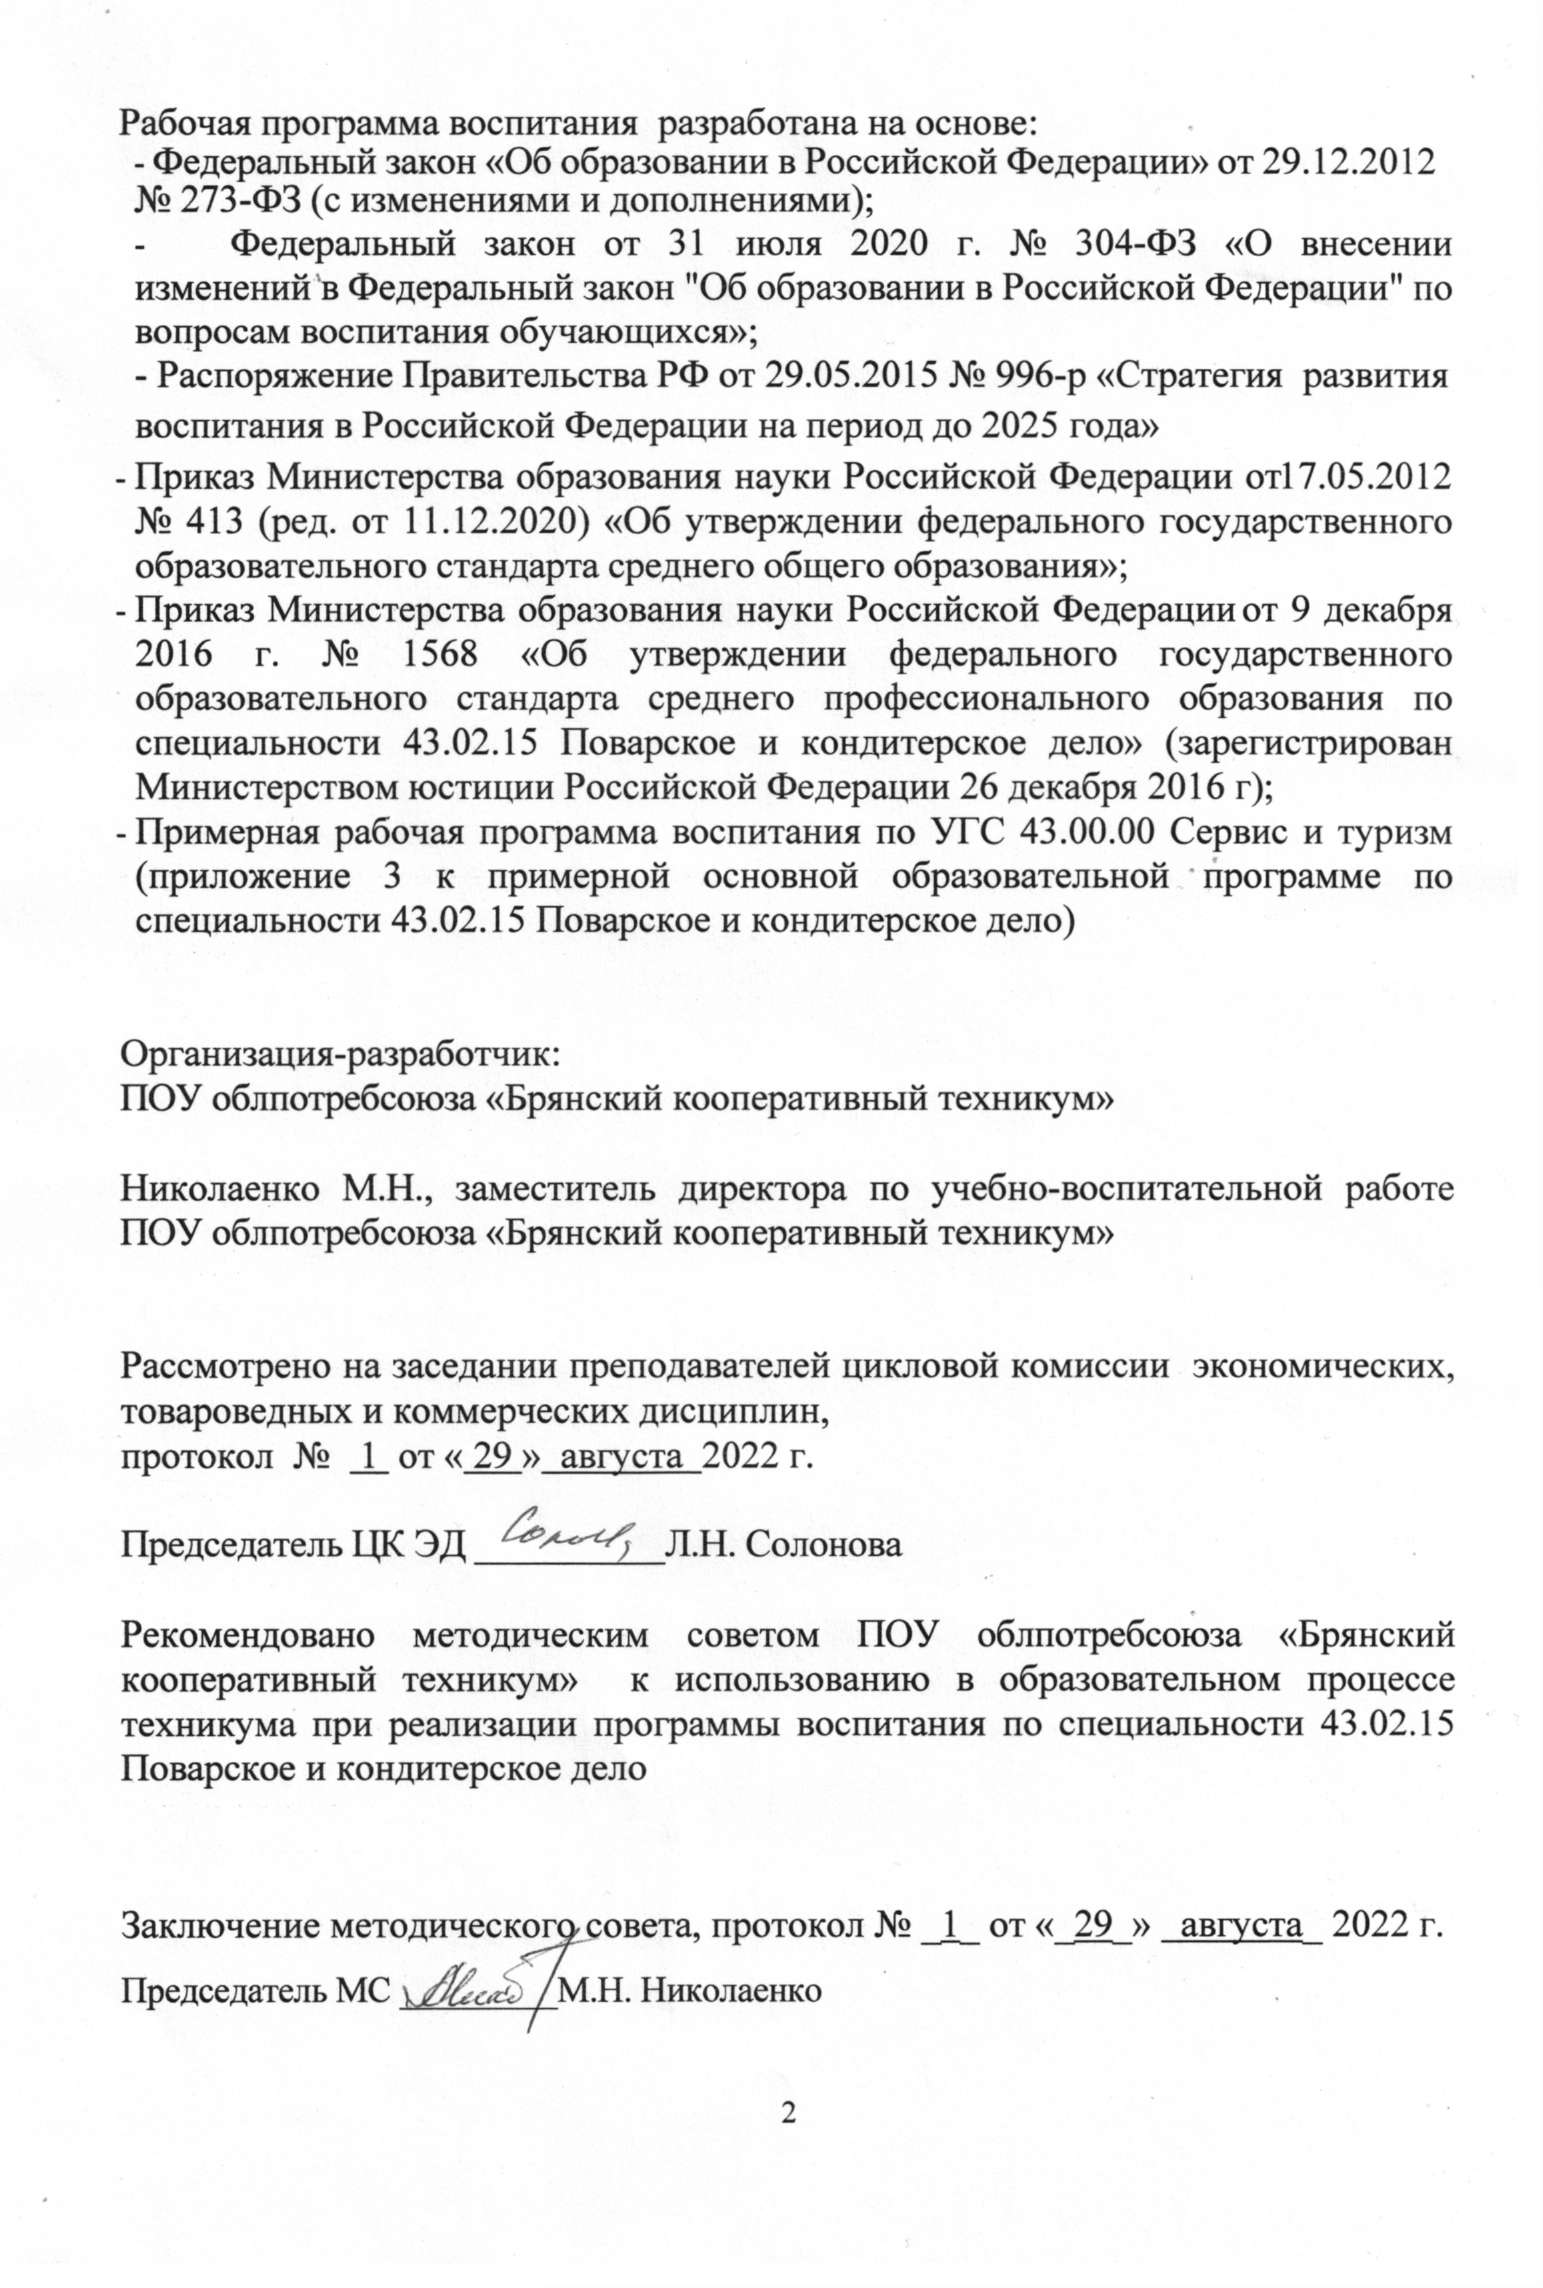 Рабочая программа воспитания разработана на основе:
- Федеральный закон «Об образовании в Российской Федерации» от 29.12.2012
№ 273-ФЗ (с изменениями и дополнениями);
- Федеральный закон от 31 июля 2020 г. № 304-ФЗ «О внесении
изменений в Федеральный закон "Об образовании в Российской Федерации" по
вопросам воспитания обучающихся»;
- Распоряжение Правительства РФ от 29.05.2015 № 996-р «Стратегия развития
воспитания в Российской Федерации на период до 2025 года»
- Приказ Министерства образования науки Российской Федерации от17.05.2012
№ 413 (ред. от 11.12.2020) «Об утверждении федерального государственного
образовательного стандарта среднего общего образования»;
- Приказ Министерства образования науки Российской Федерации от 9 декабря
2016 г. № 1568 «Об утверждении федерального государственного
образовательного стандарта среднего профессионального образования по
специальности 43.02.15 Поварское и кондитерское дело» (зарегистрирован
Министерством юстиции Российской Федерации 26 декабря 2016 г);
- Примерная рабочая программа воспитания по УГС 43.00.00 Сервис и туризм
(приложение 3 к примерной основной образовательной программе по
специальности 43.02.15 Поварское и кондитерское дело)
Организация-разработчик:
ПОУ облпотребсоюза «Брянский кооперативный техникум»
Николаенко М.Н., заместитель директора по учебно-воспитательной работе
ПОУ облпотребсоюза «Брянский кооперативный техникум»
Рассмотрено на заседании преподавателей цикловой комиссии экономических,
товароведных и коммерческих дисциплин,
протокол № _1_ от «_29_»_августа_2022 г.
Председатель ЦК ЭД __________Л.Н. Солонова
Рекомендовано методическим советом ПОУ облпотребсоюза «Брянский
кооперативный техникум» к использованию в образовательном процессе
техникума при реализации программы воспитания по специальности 43.02.15
Поварское и кондитерское дело
Заключение методического совета, протокол № _1_ от «_29_» _августа_ 2022 г.
Председатель МС ________М.Н. Николаенко
2